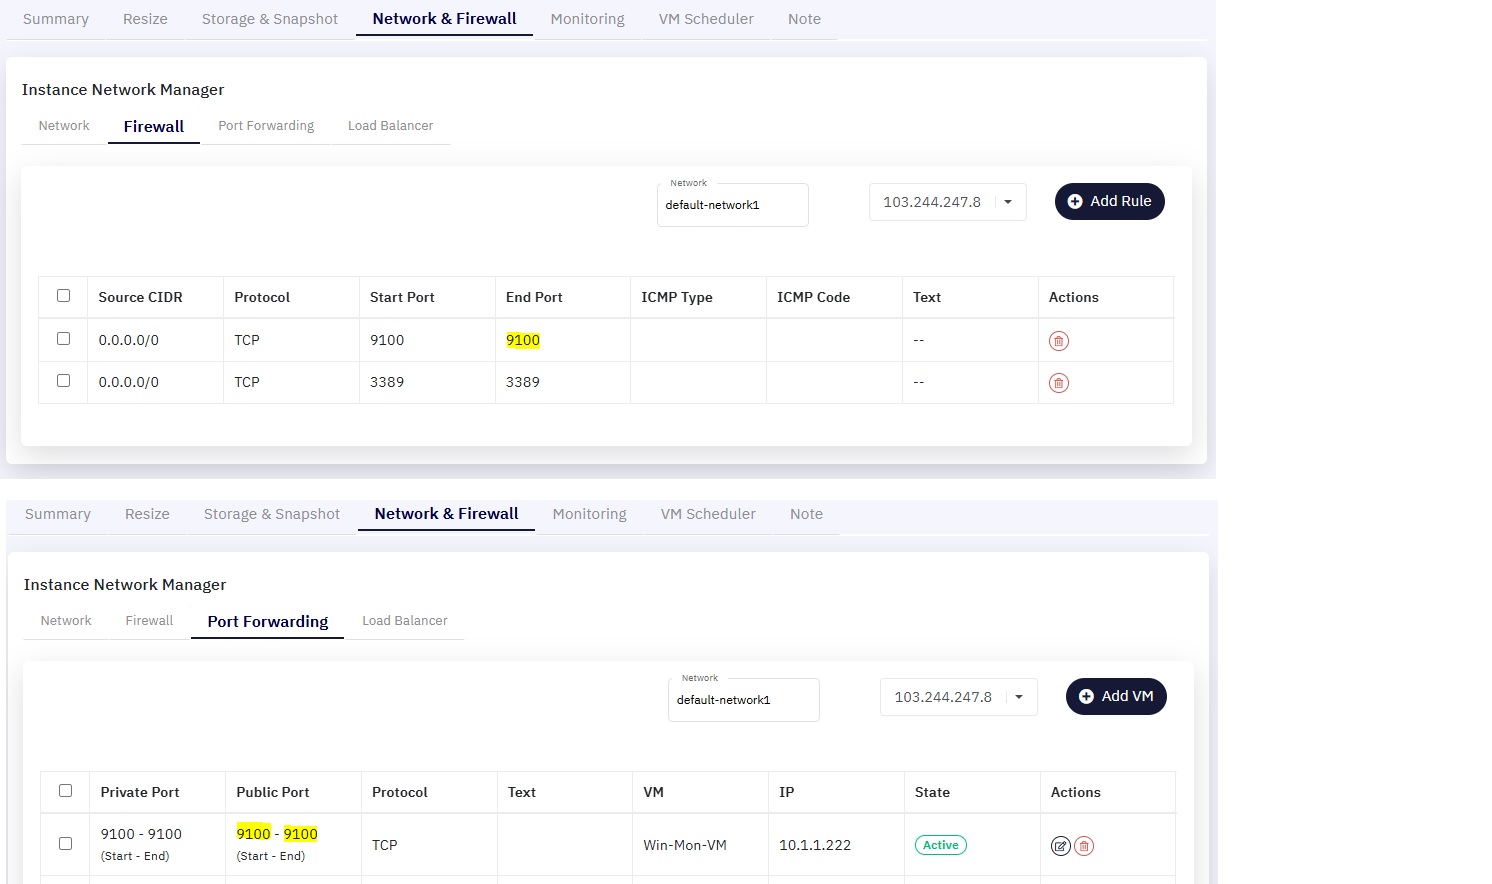 Summary Resize Storage & Snapshot Network & Firewall Monitoring VM Scheduler Note
Instance Network Manager
Network Firewall Port Forwarding Load Balancer
Network
default-network1 103.244.247.8 Add Rule
Source CIDR Protocol Start Port End Port ICMP Type ICMP Code Text Actions
0.0.0.0/0 TCP 9100 9100 --
0.0.0.0/0 TCP 3389 3389 --
Summary Resize Storage & Snapshot Network & Firewall Monitoring VM Scheduler Note
Instance Network Manager
Network Firewall Port Forwarding Load Balancer
Network
default-network1 103.244.247.8 Add VM
Private Port Public Port Protocol Text VM IP State Actions
9100 - 9100 9100 - 9100 TCP Win-Mon-VM 10.1.1.222 Active
(Start - End) (Start - End)